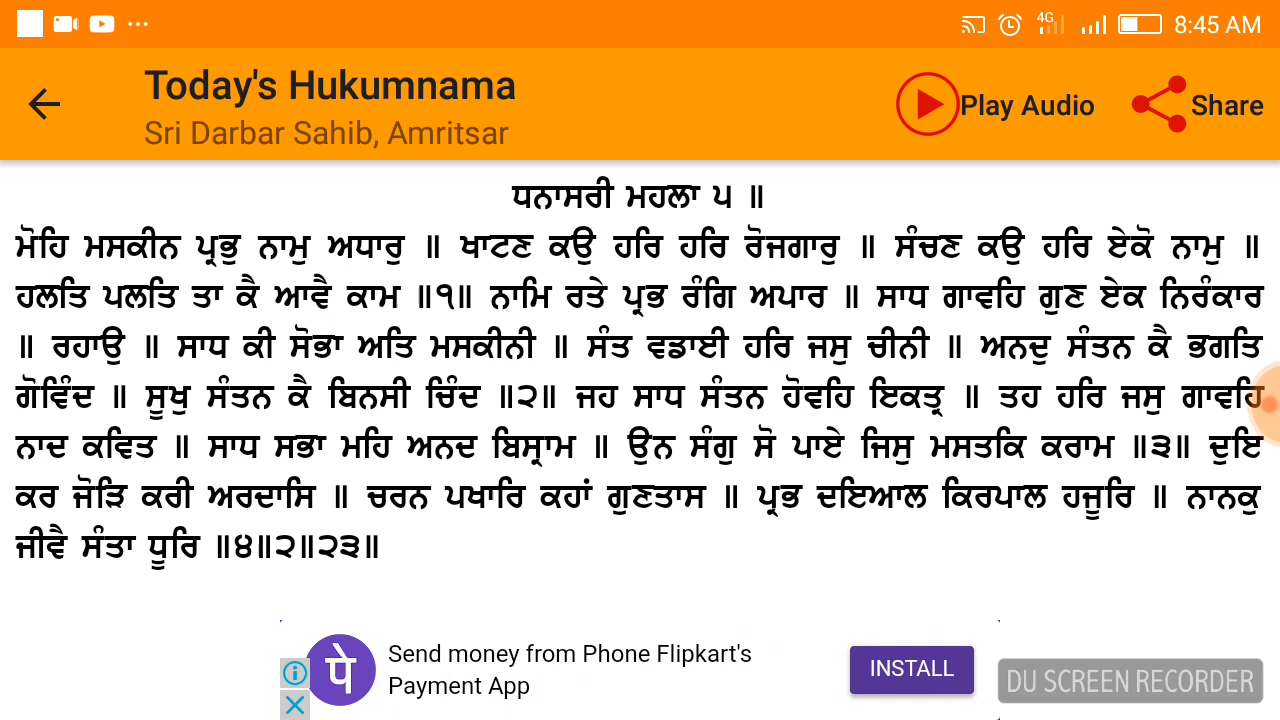 4G
8:45 AM
Today's Hukumnama
Sri Darbar Sahib, Amritsar
Play Audio
Share
ਧਨਾਸਰੀ ਮਹਲਾ ੫ ॥
ਮੋਹਿ ਮਸਕੀਨ ਪ੍ਰਭੁ ਨਾਮੁ ਅਧਾਰੁ ॥ ਖਾਟਣ ਕਉ ਹਰਿ ਹਰਿ ਰੋਜਗਾਰੁ ॥ ਸੰਚਣ ਕਉ ਹਰਿ ਏਕੋ ਨਾਮੁ ॥
ਹਲਤਿ ਪਲਤਿ ਤਾ ਕੈ ਆਵੈ ਕਾਮ ॥੧॥ ਨਾਮਿ ਰਤੇ ਪ੍ਰਭ ਰੰਗਿ ਅਪਾਰ ॥ ਸਾਧ ਗਾਵਹਿ ਗੁਣ ਏਕ ਨਿਰੰਕਾਰ
॥ ਰਹਾਉ ॥ ਸਾਧ ਕੀ ਸੋਭਾ ਅਤਿ ਮਸਕੀਨੀ ॥ ਸੰਤ ਵਡਾਈ ਹਰਿ ਜਸੁ ਚੀਨੀ ॥ ਅਨਦੁ ਸੰਤਨ ਕੈ ਭਗਤਿ
ਗੋਵਿੰਦ ॥ ਸੂਖੁ ਸੰਤਨ ਕੈ ਬਿਨਸੀ ਚਿੰਦ ॥੨॥ ਜਹ ਸਾਧ ਸੰਤਨ ਹੋਵਹਿ ਇਕਤ੍ਰ ॥ ਤਹ ਹਰਿ ਜਸੁ ਗਾਵਹਿ
ਨਾਦ ਕਵਿਤ ॥ ਸਾਧ ਸਭਾ ਮਹਿ ਅਨਦ ਬਿਸ੍ਰਾਮ ॥ ਉਨ ਸੰਗੁ ਸੋ ਪਾਏ ਜਿਸੁ ਮਸਤਕਿ ਕਰਾਮ ॥੩॥ ਦੁਇ
ਕਰ ਜੋੜਿ ਕਰੀ ਅਰਦਾਸਿ ॥ ਚਰਨ ਪਖਾਰਿ ਕਹਾਂ ਗੁਣਤਾਸ ॥ ਪ੍ਰਭ ਦਇਆਲ ਕਿਰਪਾਲ ਹਜੂਰਿ ॥ ਨਾਨਕੁ
ਜੀਵੈ ਸੰਤਾ ਧੂਰਿ ॥੪॥੨॥੨੩॥
पे
Send money from Phone Flipkart's
Payment App
INSTALL
DU SCREEN RECORDER